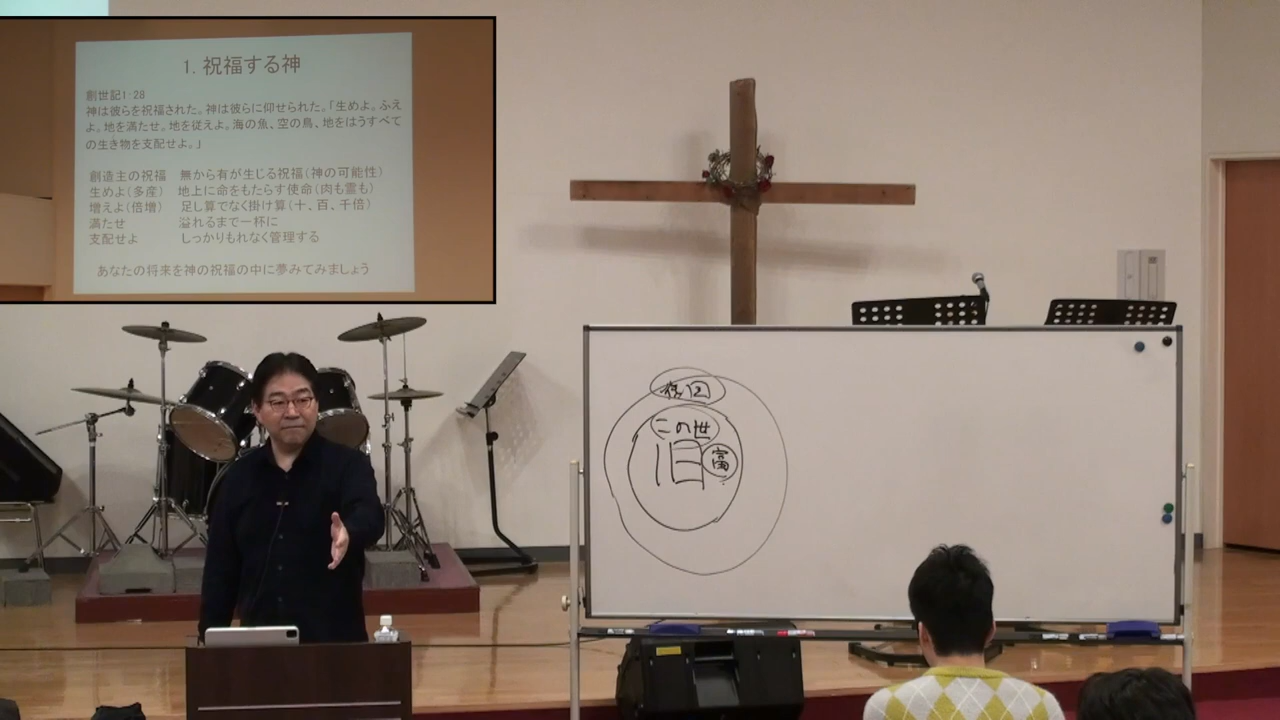 1. 祝福する神
創世記1:28
神は彼らを祝福された。神は彼らに仰せられた。「生めよ。ふえ
よ。地を満たせ。地を従えよ。海の魚、空の鳥、地をはうすべて
の生き物を支配せよ。」
創造主の祝福 無から有が生じる祝福(神の可能性)
生めよ(多産) 地上に命をもたらす使命(肉も霊も)
増えよ(倍増) 足し算でなく掛け算(十、百、千倍)
満たせ 溢れるまで一杯に
支配せよ しっかりもれなく管理する
あなたの将来を神の祝福の中に夢みてみましょう
この世
旧
富